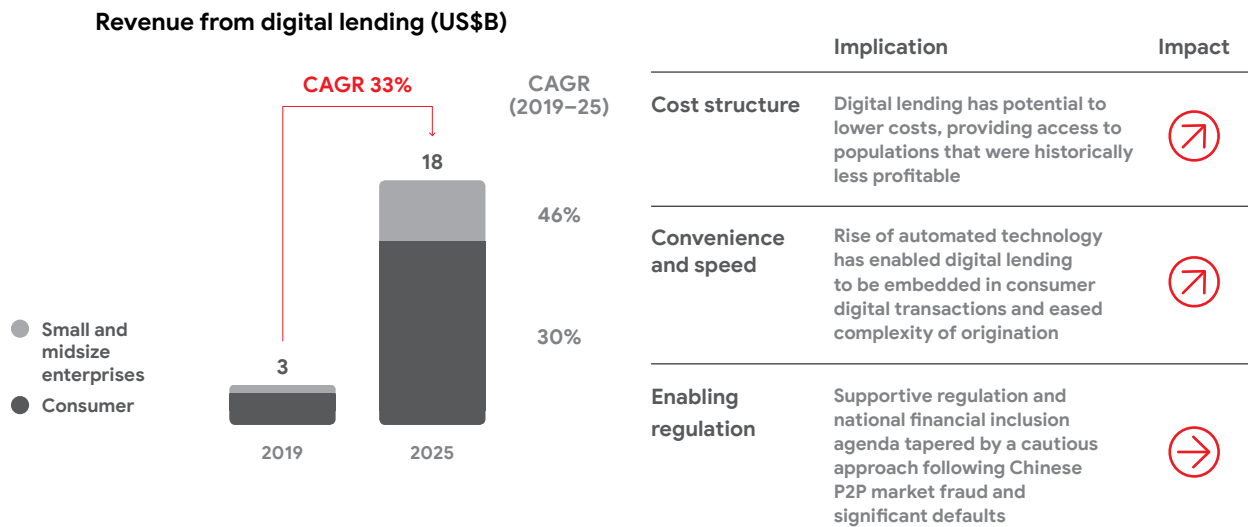 Revenue from digital lending (US$B)
CAGR 33%
CAGR
(2019–25)
18
46%
30%
3
Small and
midsize
enterprises
Consumer
2019
2025
Implication
Impact
Cost structure
Digital lending has potential to
lower costs, providing access to
populations that were historically
less profitable
Convenience
and speed
Rise of automated technology
has enabled digital lending
to be embedded in consumer
digital transactions and eased
complexity of origination
Enabling
regulation
Supportive regulation and
national financial inclusion
agenda tapered by a cautious
approach following Chinese
P2P market fraud and
significant defaults